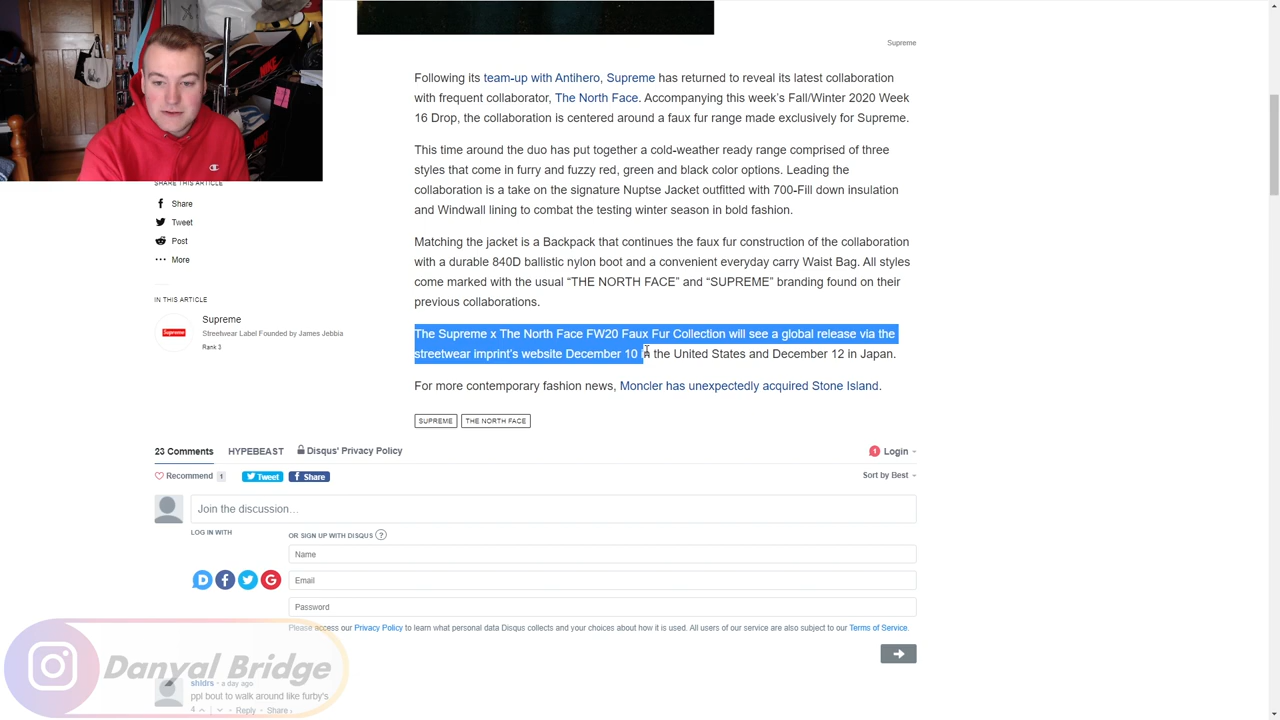 Supreme
Following its team-up with Antihero, Supreme has returned to reveal its latest collaboration
with frequent collaborator, The North Face. Accompanying this week's Fall/Winter 2020 Week
16 Drop, the collaboration is centered around a faux fur range made exclusively for Supreme.
This time around the duo has put together a cold-weather ready range comprised of three
styles that come in furry and fuzzy red, green and black color options. Leading the
collaboration is a take on the signature Nuptse Jacket outfitted with 700-Fill down insulation
and Windwall lining to combat the testing winter season in bold fashion.
SHARE THIS ARTICLE
Share
Tweet
Post
More
Matching the jacket is a Backpack that continues the faux fur construction of the collaboration
with a durable 840D ballistic nylon boot and a convenient everyday carry Waist Bag. All styles
come marked with the usual “THE NORTH FACE” and “SUPREME” branding found on their
previous collaborations.
IN THIS ARTICLE
Supreme
Supreme
Streetwear Label Founded by James Jebbia
Rank 3
The Supreme x The North Face FW20 Faux Fur Collection will see a global release via the
streetwear imprint's website December 10 in the United States and December 12 in Japan.
For more contemporary fashion news, Moncler has unexpectedly acquired Stone Island.
SUPREME THE NORTH FACE
23 Comments HYPEBEAST Disqus' Privacy Policy 1 Login
Recommend 1 Tweet f Share Sort by Best
Join the discussion...
LOG IN WITH OR SIGN UP WITH DISQUS ?
Name
D f G Email
Password
Please access our Privacy Policy to learn what personal data Disqus collects and your choices about how it is used. All users of our service are also subject to our Terms of Service.
Danyal Bridge
shldrs • a day ago
ppl bout to walk around like furby's
4 Reply Share ›